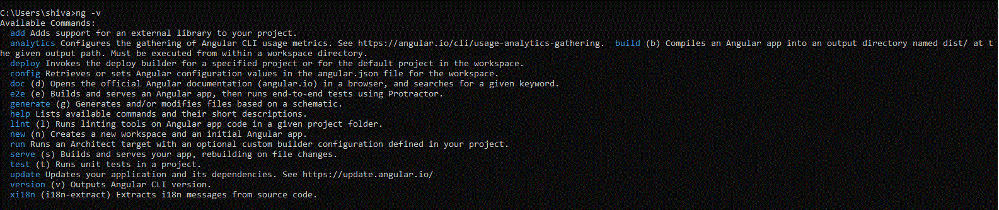 C:\Users\shiva>ng -v
Available Commands:
  add Adds support for an external library to your project.
  analytics Configures the gathering of Angular CLI usage metrics. See https://angular.io/cli/usage-analytics-gathering.  build (b) Compiles an Angular app into an output directory named dist/ at t
he given output path. Must be executed from within a workspace directory.
  deploy Invokes the deploy builder for a specified project or for the default project in the workspace.
  config Retrieves or sets Angular configuration values in the angular.json file for the workspace.
  doc (d) Opens the official Angular documentation (angular.io) in a browser, and searches for a given keyword.
  e2e (e) Builds and serves an Angular app, then runs end-to-end tests using Protractor.
  generate (g) Generates and/or modifies files based on a schematic.
  help Lists available commands and their short descriptions.
  lint (l) Runs linting tools on Angular app code in a given project folder.
  new (n) Creates a new workspace and an initial Angular app.
  run Runs an Architect target with an optional custom builder configuration defined in your project.
  serve (s) Builds and serves your app, rebuilding on file changes.
  test (t) Runs unit tests in a project.
  update Updates your application and its dependencies. See https://update.angular.io/
  version (v) Outputs Angular CLI version.
  xi18n (i18n-extract) Extracts i18n messages from source code.